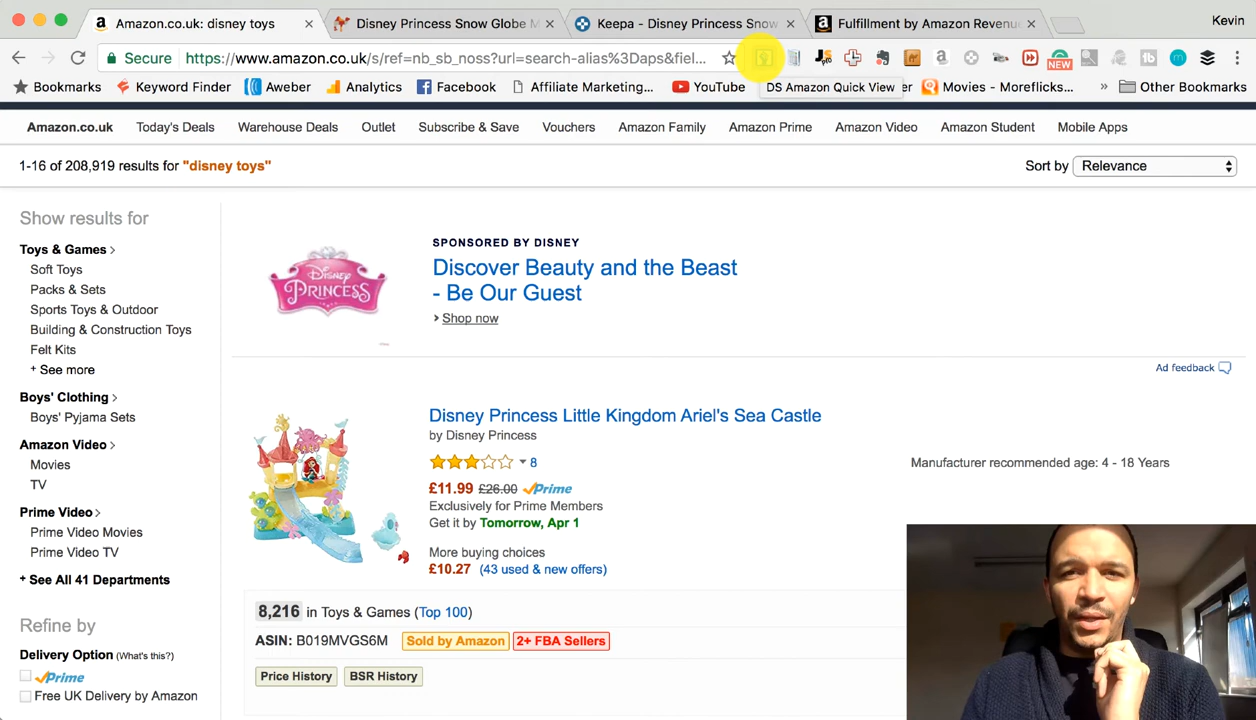 Amazon.co.uk: disney toys
Disney Princess Snow Globe M
Keepa - Disney Princess Snow
Fulfillment by Amazon Revenu
Kevin
Secure
https://www.amazon.co.uk/s/ref=nb_sb_noss?url=search-alias%3Daps&fiel...
NEW
Bookmarks
Keyword Finder
Aweber
Analytics
Facebook
Affiliate Marketing...
YouTube
DS Amazon Quick View
er
Movies - Moreflicks...
»
Other Bookmarks
Amazon.co.uk
Today's Deals
Warehouse Deals
Outlet
Subscribe & Save
Vouchers
Amazon Family
Amazon Prime
Amazon Video
Amazon Student
Mobile Apps
1-16 of 208,919 results for "disney toys"
Sort by
Relevance
Show results for
Toys & Games >
Soft Toys
Packs & Sets
Sports Toys & Outdoor
Building & Construction Toys
Felt Kits
+ See more
Boys' Clothing >
Boys' Pyjama Sets
Amazon Video >
Movies
TV
Prime Video >
Prime Video Movies
Prime Video TV
+ See All 41 Departments
Refine by
Delivery Option (What's this?)
Prime
Free UK Delivery by Amazon
Disney
PRINCESS
SPONSORED BY DISNEY
Discover Beauty and the Beast
- Be Our Guest
› Shop now
Ad feedback
Disney Princess Little Kingdom Ariel's Sea Castle
by Disney Princess
8
£11.99 £26.00 Prime
Exclusively for Prime Members
Get it by Tomorrow, Apr 1
More buying choices
£10.27 (43 used & new offers)
Manufacturer recommended age: 4 - 18 Years
8,216 in Toys & Games (Top 100)
ASIN: B019MVGS6M Sold by Amazon 2+ FBA Sellers
Price History BSR History